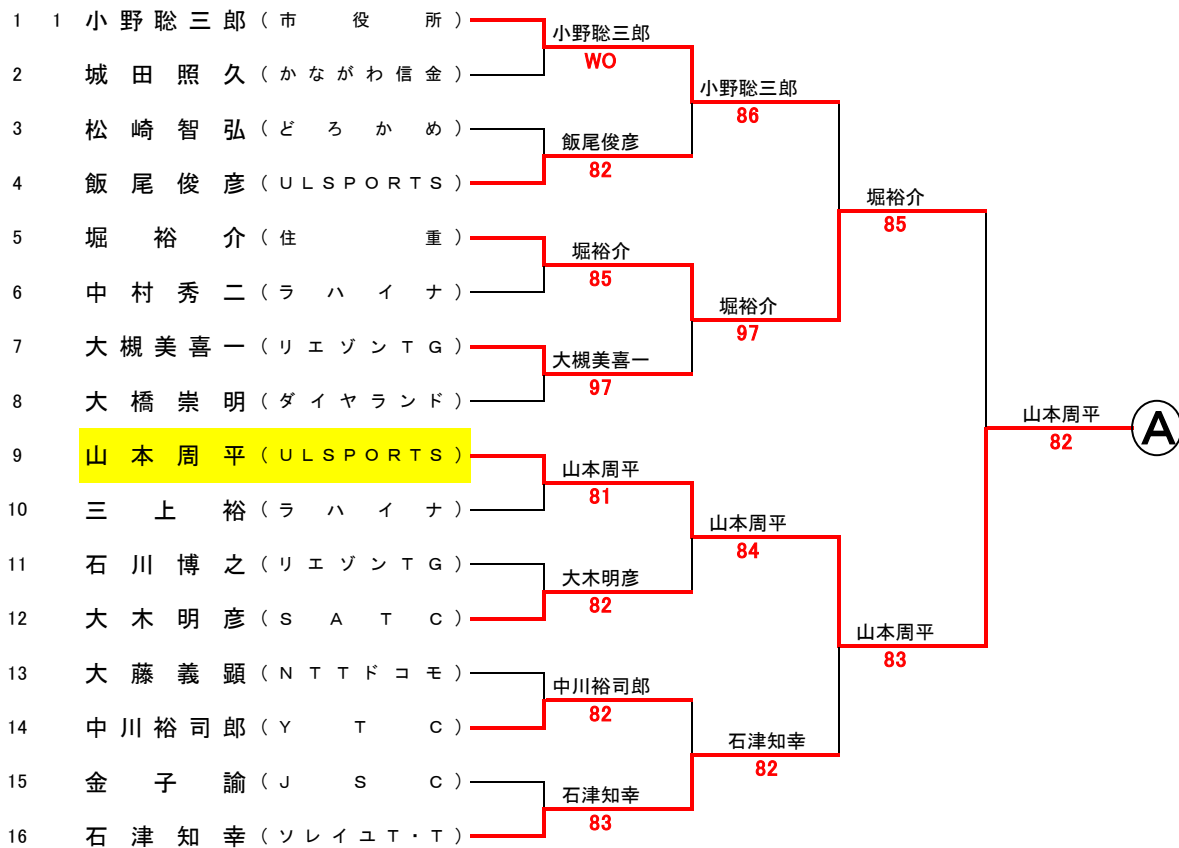 1 1 小野聡三郎 (市役所)
2 城田照久 (かながわ信金)
3 松崎智弘 (どろかめ)
4 飯尾俊彦 (ULSPORTS)
5 堀裕介 (住重)
6 中村秀二 (ラハイナ)
7 大槻美喜一 (リエゾンTG)
8 大橋崇明 (ダイヤランド)
9 山本周平 (ULSPORTS)
10 三上裕 (ラハイナ)
11 石川博之 (リエゾンTG)
12 大木明彦 (SATC)
13 大藤義顕 (NTTドコモ)
14 中川裕司郎 (YTC)
15 金子諭 (JSC)
16 石津知幸 (ソレイユT・T)
小野聡三郎
WO
飯尾俊彦
82
堀裕介
85
大槻美喜一
97
山本周平
81
大木明彦
82
中川裕司郎
82
石津知幸
83
小野聡三郎
86
堀裕介
97
山本周平
84
石津知幸
82
堀裕介
85
山本周平
83
山本周平
82
A